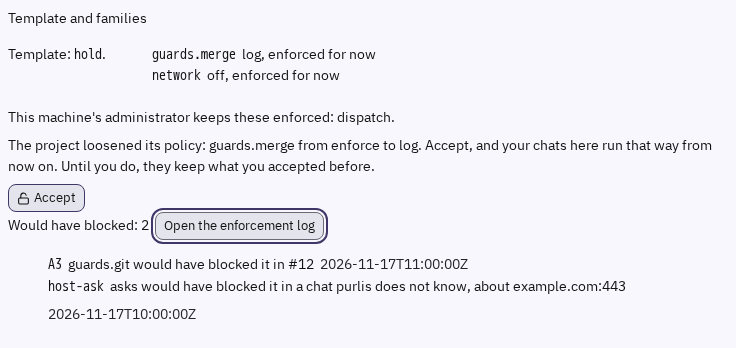 Template and families
Template: hold. guards.merge log, enforced for now
network off, enforced for now
This machine's administrator keeps these enforced: dispatch.
The project loosened its policy: guards.merge from enforce to log. Accept, and your chats here run that way from
now on. Until you do, they keep what you accepted before.
Accept
Would have blocked: 2 Open the enforcement log
A3 guards.git would have blocked it in #12 2026-11-17T11:00:00Z
host-ask asks would have blocked it in a chat purlis does not know, about example.com:443
2026-11-17T10:00:00Z